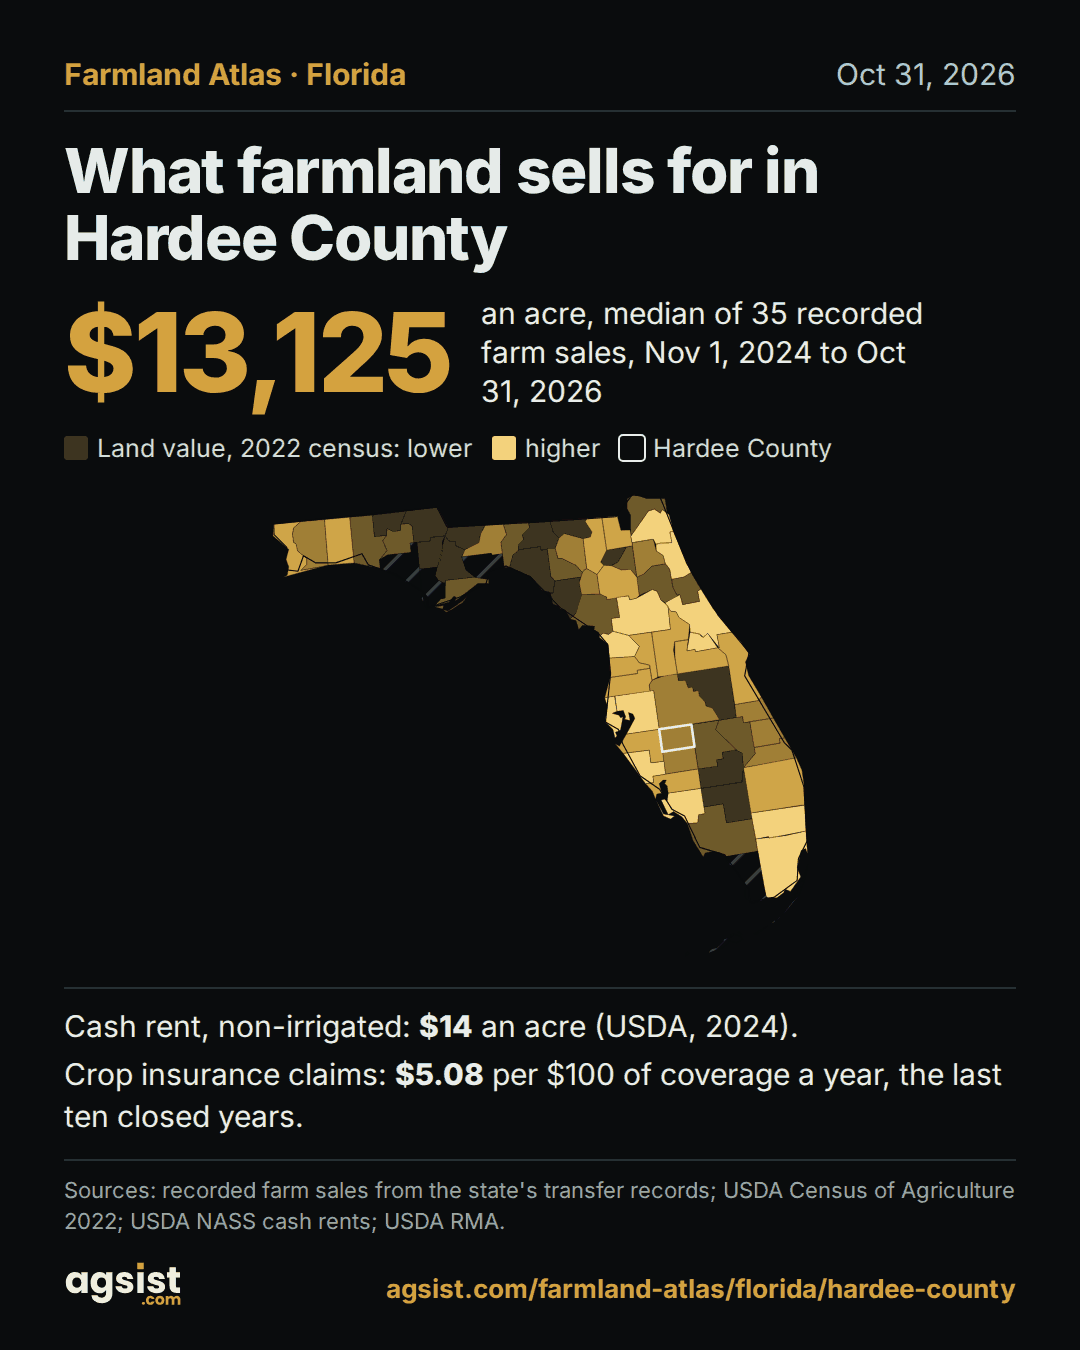 Farmland Atlas · Florida
Oct 31, 2026
What farmland sells for in
Hardee County
$13,125
an acre, median of 35 recorded
farm sales, Nov 1, 2024 to Oct
31, 2026
Land value, 2022 census: lower
higher
Hardee County
Cash rent, non-irrigated: $14 an acre (USDA, 2024).
Crop insurance claims: $5.08 per $100 of coverage a year, the last
ten closed years.
Sources: recorded farm sales from the state's transfer records; USDA Census of Agriculture
2022; USDA NASS cash rents; USDA RMA.
agsist
.com
agsist.com/farmland-atlas/florida/hardee-county